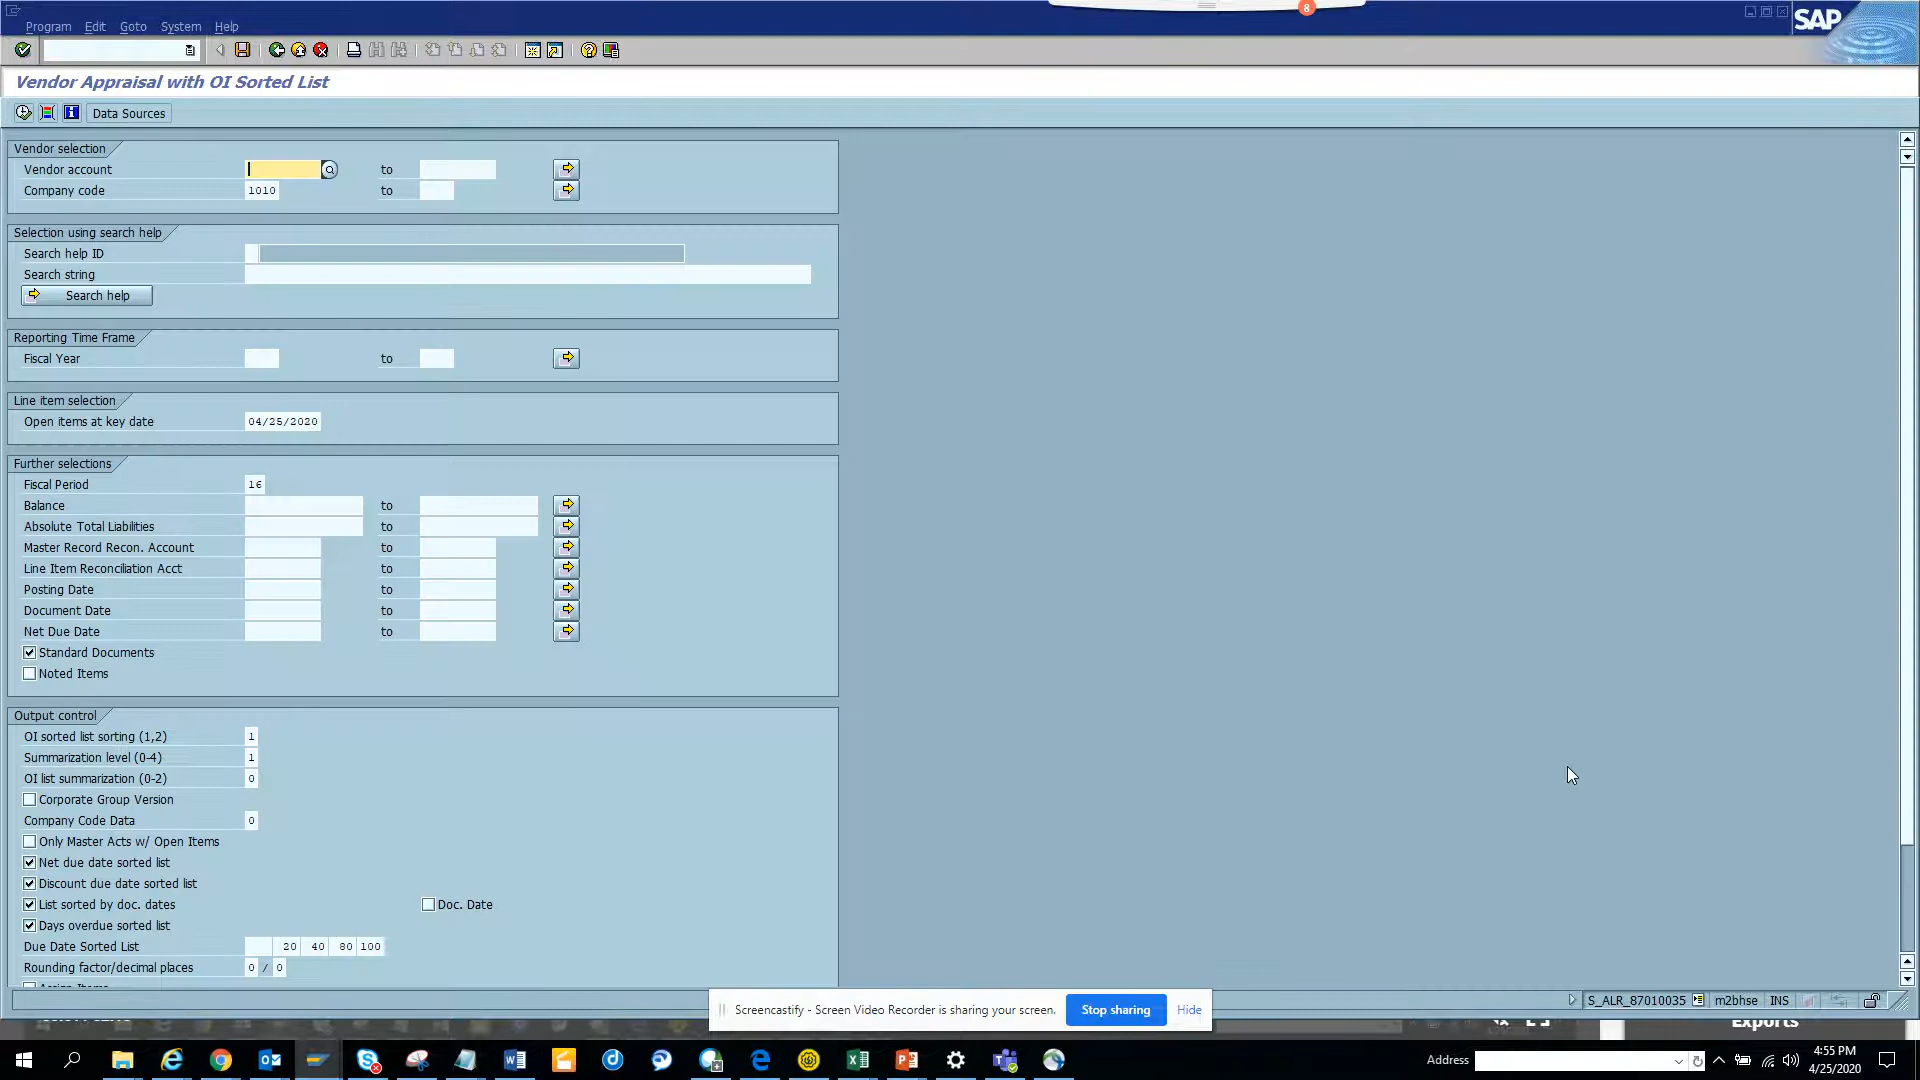 8
Program Edit Goto System Help
SAP
Vendor Appraisal with OI Sorted List
Data Sources
Vendor selection
Vendor account to
Company code 1010 to
Selection using search help
Search help ID
Search string
Search help
Reporting Time Frame
Fiscal Year to
Line item selection
Open items at key date 04/25/2020
Further selections
Fiscal Period 16
Balance to
Absolute Total Liabilities to
Master Record Recon. Account to
Line Item Reconciliation Acct to
Posting Date to
Document Date to
Net Due Date to
Standard Documents
Noted Items
Output control
OI sorted list sorting (1,2) 1
Summarization level (0-4) 1
OI list summarization (0-2) 0
Corporate Group Version
Company Code Data 0
Only Master Acts w/ Open Items
Net due date sorted list
Discount due date sorted list
List sorted by doc. dates Doc. Date
Days overdue sorted list
Due Date Sorted List 20 40 80 100
Rounding factor/decimal places 0 / 0
Screencastify - Screen Video Recorder is sharing your screen. Stop sharing Hide
S_ALR_87010035 m2bhse INS
Exports
Address
4:55 PM
4/25/2020